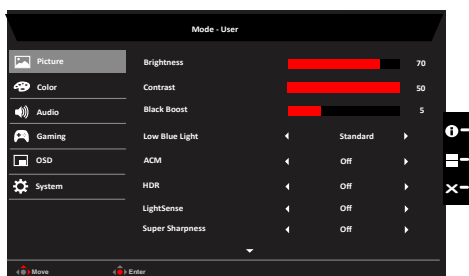 Mode - User
Picture
Brightness 70
Color
Contrast 50
Audio
Black Boost 5
Gaming
Low Blue Light Standard
OSD
ACM Off
System
HDR Off
LightSense Off
Super Sharpness Off
Move Enter